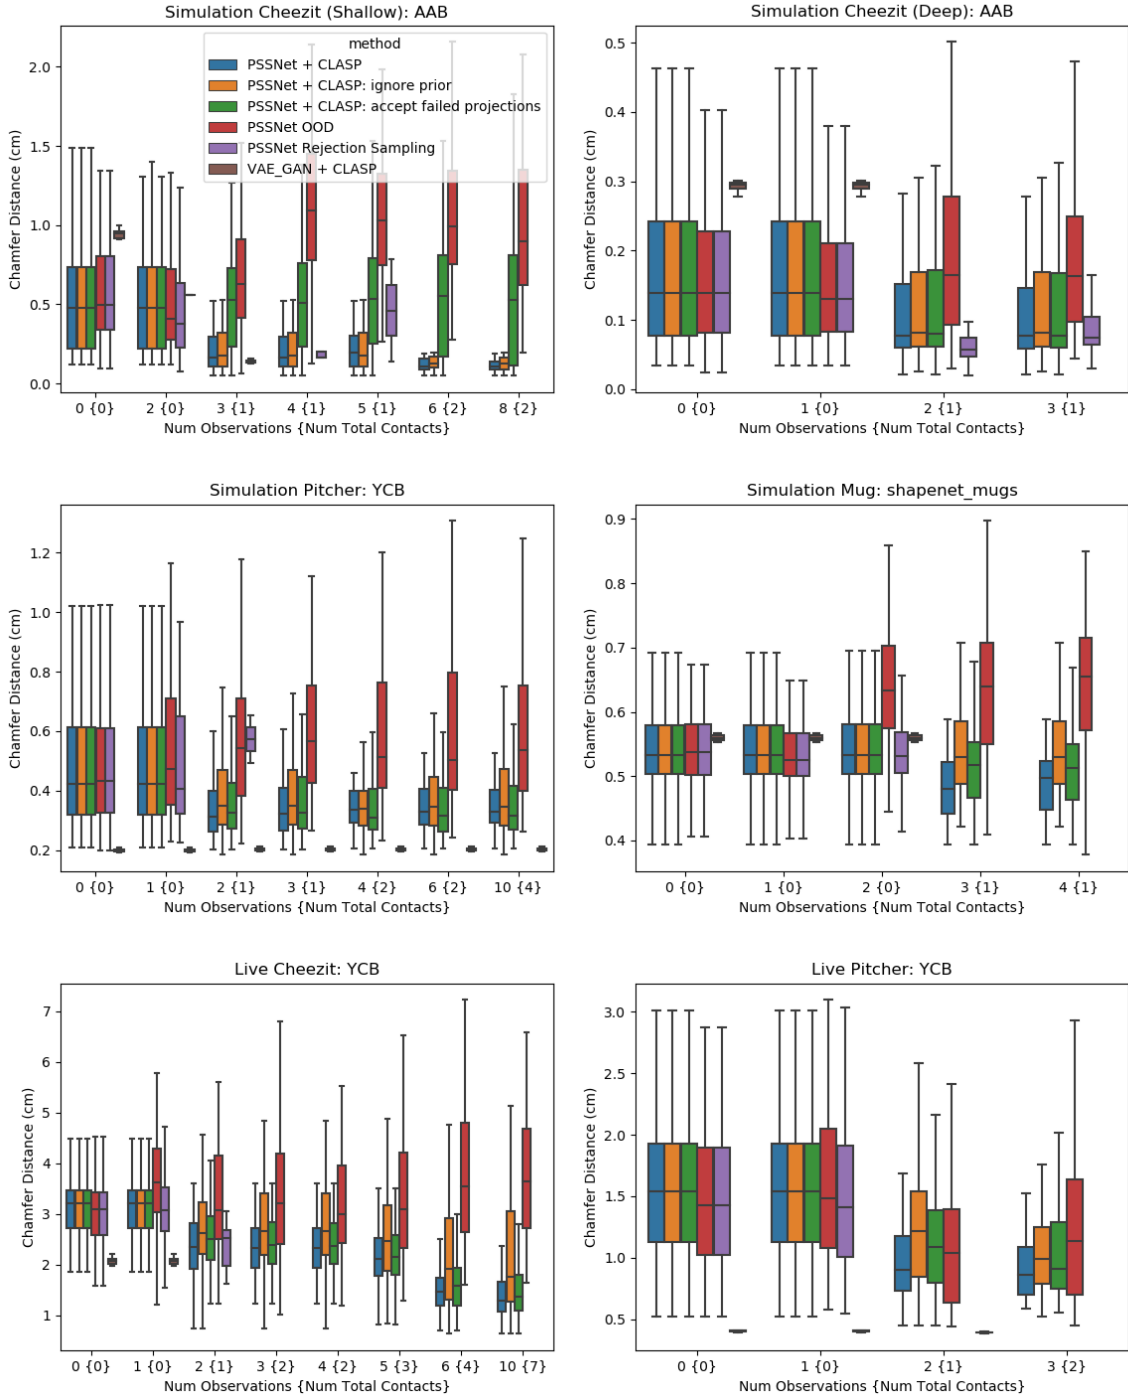 Simulation Cheezit (Shallow): AAB
Chamfer Distance (cm)
2.0
1.5
1.0
0.5
0.0
method
PSSNet + CLASP
PSSNet + CLASP: ignore prior
PSSNet + CLASP: accept failed projections
PSSNet OOD
PSSNet Rejection Sampling
VAE_GAN + CLASP
0 {0} 2 {0} 3 {1} 4 {1} 5 {1} 6 {2} 8 {2}
Num Observations {Num Total Contacts}
Simulation Cheezit (Deep): AAB
Chamfer Distance (cm)
0.5
0.4
0.3
0.2
0.1
0.0
0 {0} 1 {0} 2 {1} 3 {1}
Num Observations {Num Total Contacts}
Simulation Pitcher: YCB
Chamfer Distance (cm)
1.2
1.0
0.8
0.6
0.4
0.2
0 {0} 1 {0} 2 {1} 3 {1} 4 {2} 6 {2} 10 {4}
Num Observations {Num Total Contacts}
Simulation Mug: shapenet_mugs
Chamfer Distance (cm)
0.9
0.8
0.7
0.6
0.5
0.4
0 {0} 1 {0} 2 {0} 3 {1} 4 {1}
Num Observations {Num Total Contacts}
Live Cheezit: YCB
Chamfer Distance (cm)
7
6
5
4
3
2
1
0 {0} 1 {0} 2 {1} 3 {2} 4 {2} 5 {3} 6 {4} 10 {7}
Num Observations {Num Total Contacts}
Live Pitcher: YCB
Chamfer Distance (cm)
3.0
2.5
2.0
1.5
1.0
0.5
0 {0} 1 {0} 2 {1} 3 {2}
Num Observations {Num Total Contacts}